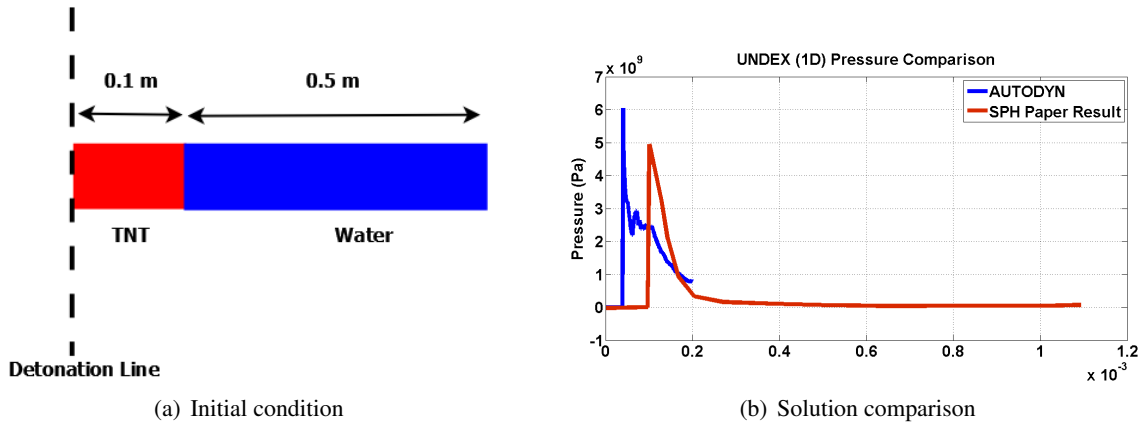 0.1 m
0.5 m
TNT
Water
Detonation Line
(a) Initial condition
UNDEX (1D) Pressure Comparison
x 10^9
7
6
5
4
3
2
1
0
-1
Pressure (Pa)
AUTODYN
SPH Paper Result
0 0.2 0.4 0.6 0.8 1 1.2
x 10^-3
(b) Solution comparison